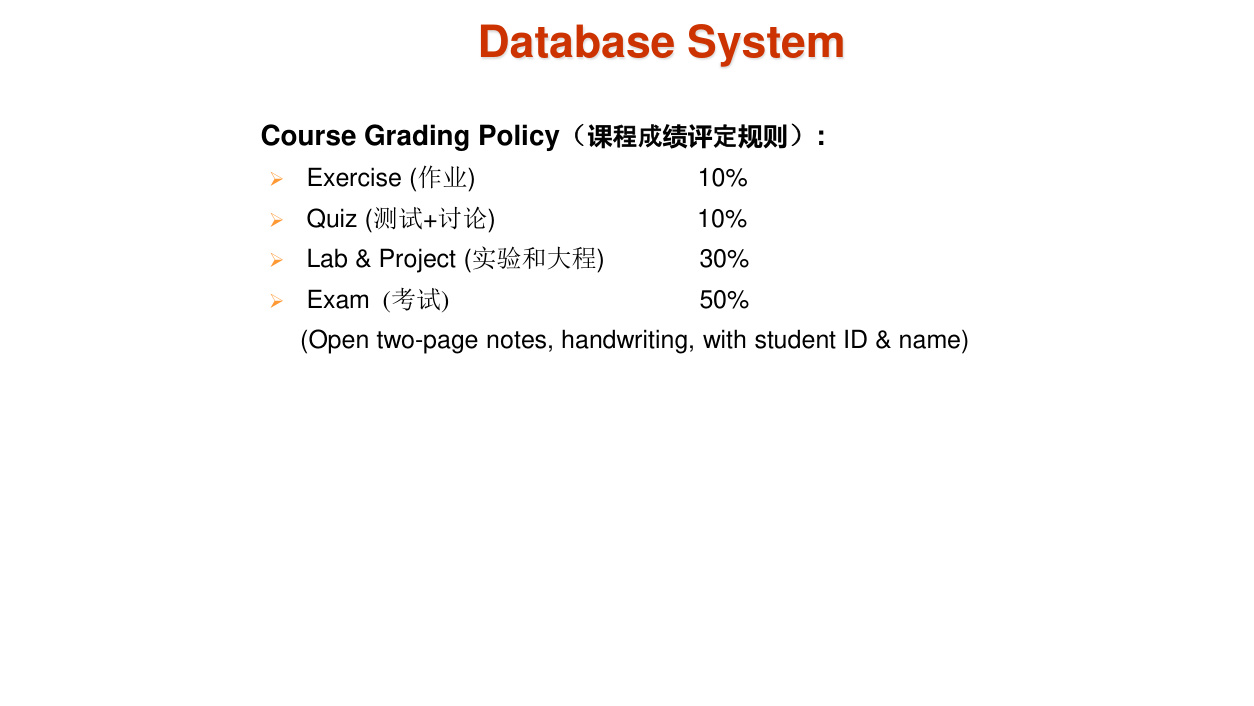 Database System
Course Grading Policy（课程成绩评定规则）:
Exercise (作业) 10%
Quiz (测试+讨论) 10%
Lab & Project (实验和大程) 30%
Exam (考试) 50%
(Open two-page notes, handwriting, with student ID & name)